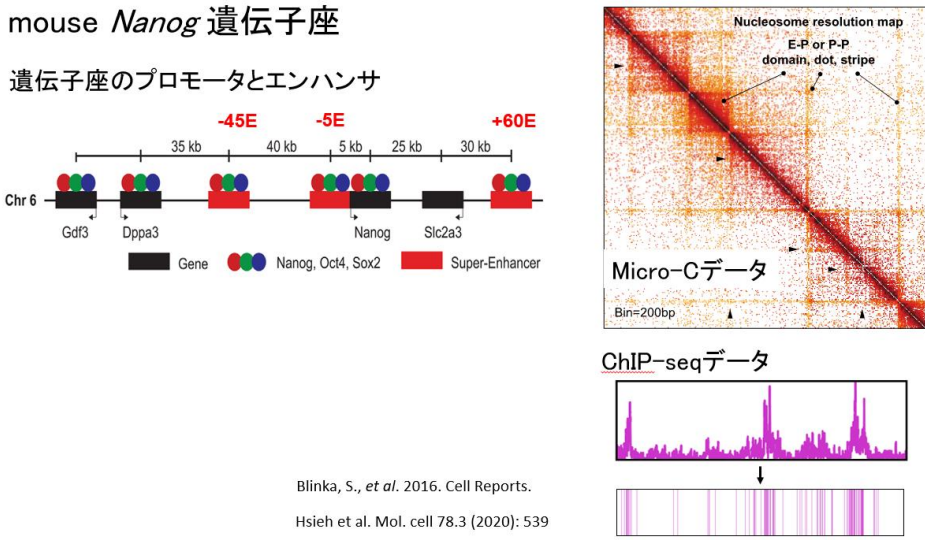 mouse Nanog 遺伝子座
遺伝子座のプロモータとエンハンサ
-45E -5E +60E
35 kb 40 kb 5 kb 25 kb 30 kb
Chr 6
Gdf3 Dppa3 Nanog Slc2a3
Gene Nanog, Oct4, Sox2 Super-Enhancer
Nucleosome resolution map
E-P or P-P
domain, dot, stripe
Micro-Cデータ
Bin=200bp
ChIP-seqデータ
Blinka, S., et al. 2016. Cell Reports.
Hsieh et al. Mol. cell 78.3 (2020): 539